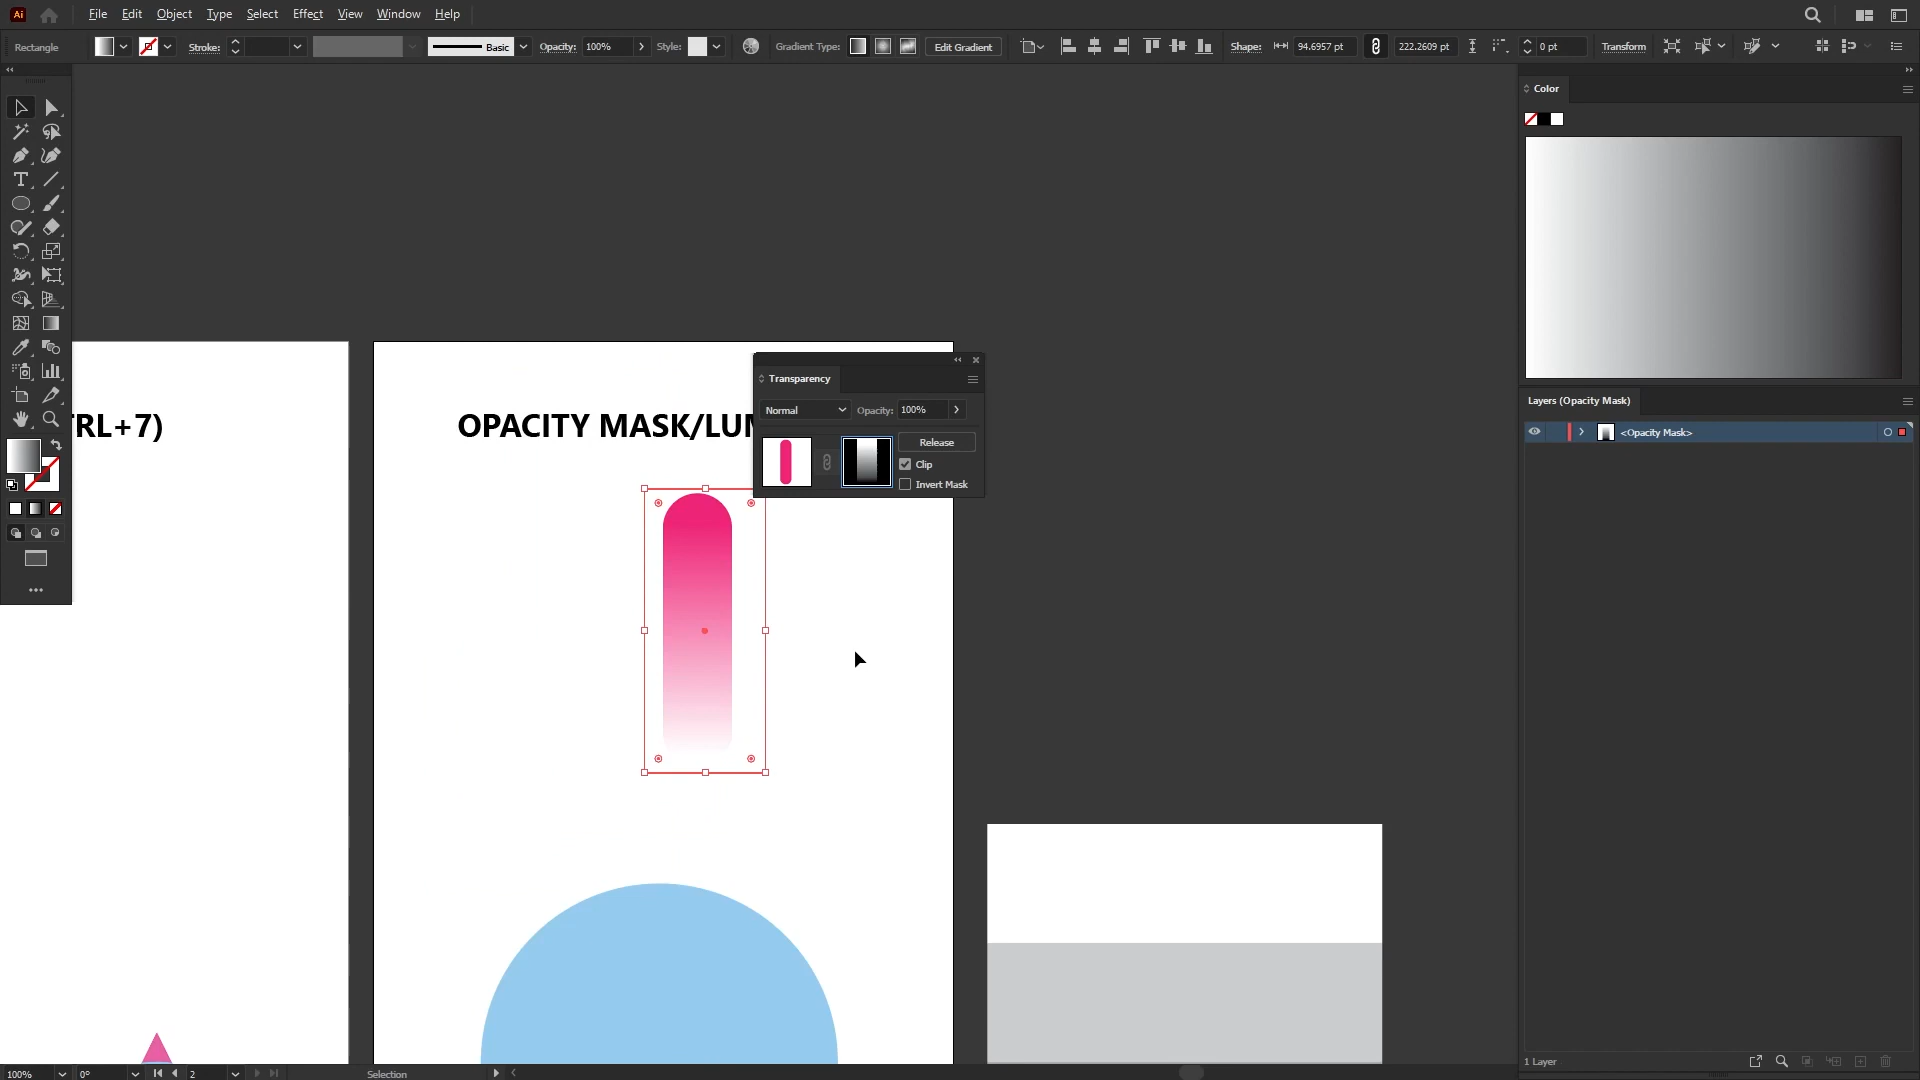 Ai File Edit Object Type Select Effect View Window Help
Rectangle Stroke: Basic Opacity: 100% Style: Gradient Type: Edit Gradient Shape: 94.6957 pt 222.2609 pt 0 pt Transform
Color
TRL+7)
OPACITY MASK/LUM
Transparency
Normal Opacity: 100%
Release
Clip
Invert Mask
Layers (Opacity Mask)
<Opacity Mask>
1 Layer
100% 0° 2 Selection